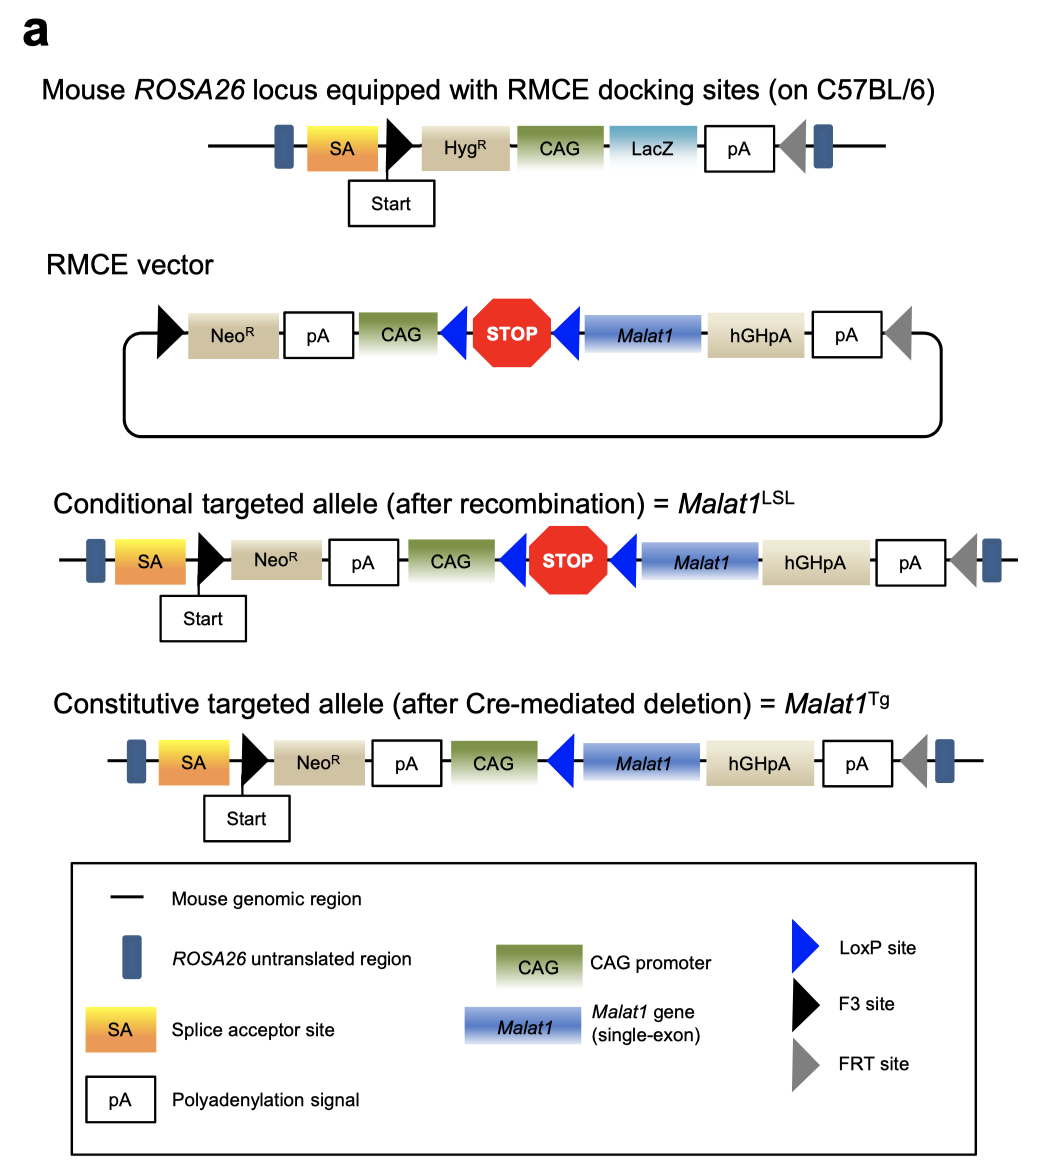 a
Mouse ROSA26 locus equipped with RMCE docking sites (on C57BL/6)
SA HygR CAG LacZ pA
Start
RMCE vector
NeoR pA CAG STOP Malat1 hGHpA pA
Conditional targeted allele (after recombination) = Malat1LSL
SA NeoR pA CAG STOP Malat1 hGHpA pA
Start
Constitutive targeted allele (after Cre-mediated deletion) = Malat1Tg
SA NeoR pA CAG Malat1 hGHpA pA
Start
Mouse genomic region
ROSA26 untranslated region
SA Splice acceptor site
pA Polyadenylation signal
CAG CAG promoter
Malat1 Malat1 gene
(single-exon)
LoxP site
F3 site
FRT site